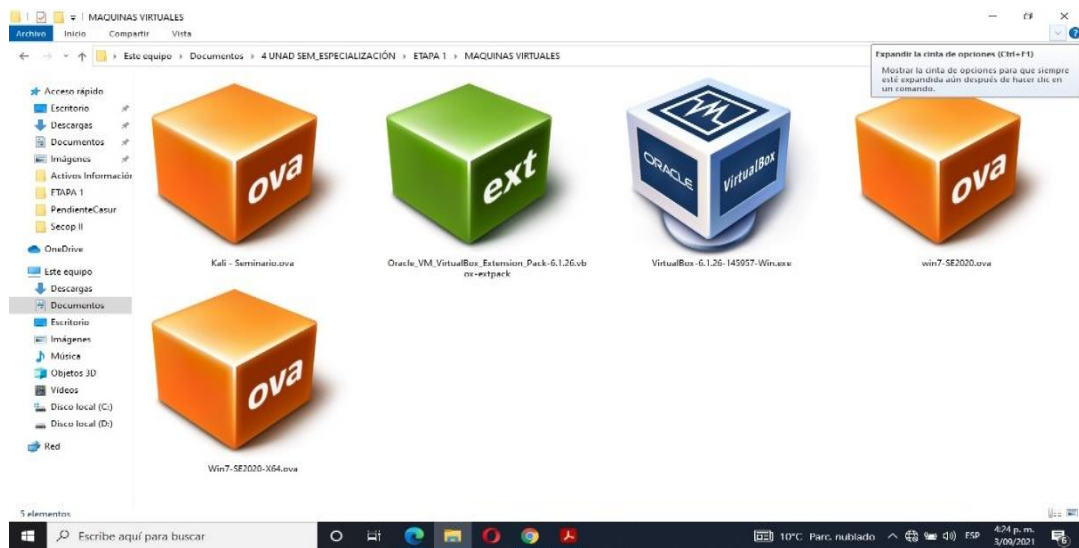 MAQUINAS VIRTUALES
Archivo Inicio Compartir Vista
Este equipo › Documentos › 4 UNAD SEM_ESPECIALIZACIÓN › ETAPA 1 › MAQUINAS VIRTUALES
Expandir la cinta de opciones (Ctrl+F1)
Mostrar la cinta de opciones para que siempre
esté expandida aún después de hacer clic en
un comando.
Acceso rápido
Escritorio
Descargas
Documentos
Imágenes
Activos Informaciór
ETAPA 1
PendienteCasur
Secop II
OneDrive
Este equipo
Descargas
Documentos
Escritorio
Imágenes
Música
Objetos 3D
Vídeos
Disco local (C:)
Disco local (D:)
Red
ova
Kali - Seminario.ova
ext
Oracle_VM_VirtualBox_Extension_Pack-6.1.26.vb
ox-extpack
ORACLE VirtualBox
VirtualBox-6.1.26-145957-Win.exe
ova
win7-SE2020.ova
ova
Win7-SE2020-X64.ova
5 elementos
Escribe aquí para buscar
10°C Parc. nublado
ESP
4:24 p. m.
3/09/2021
6